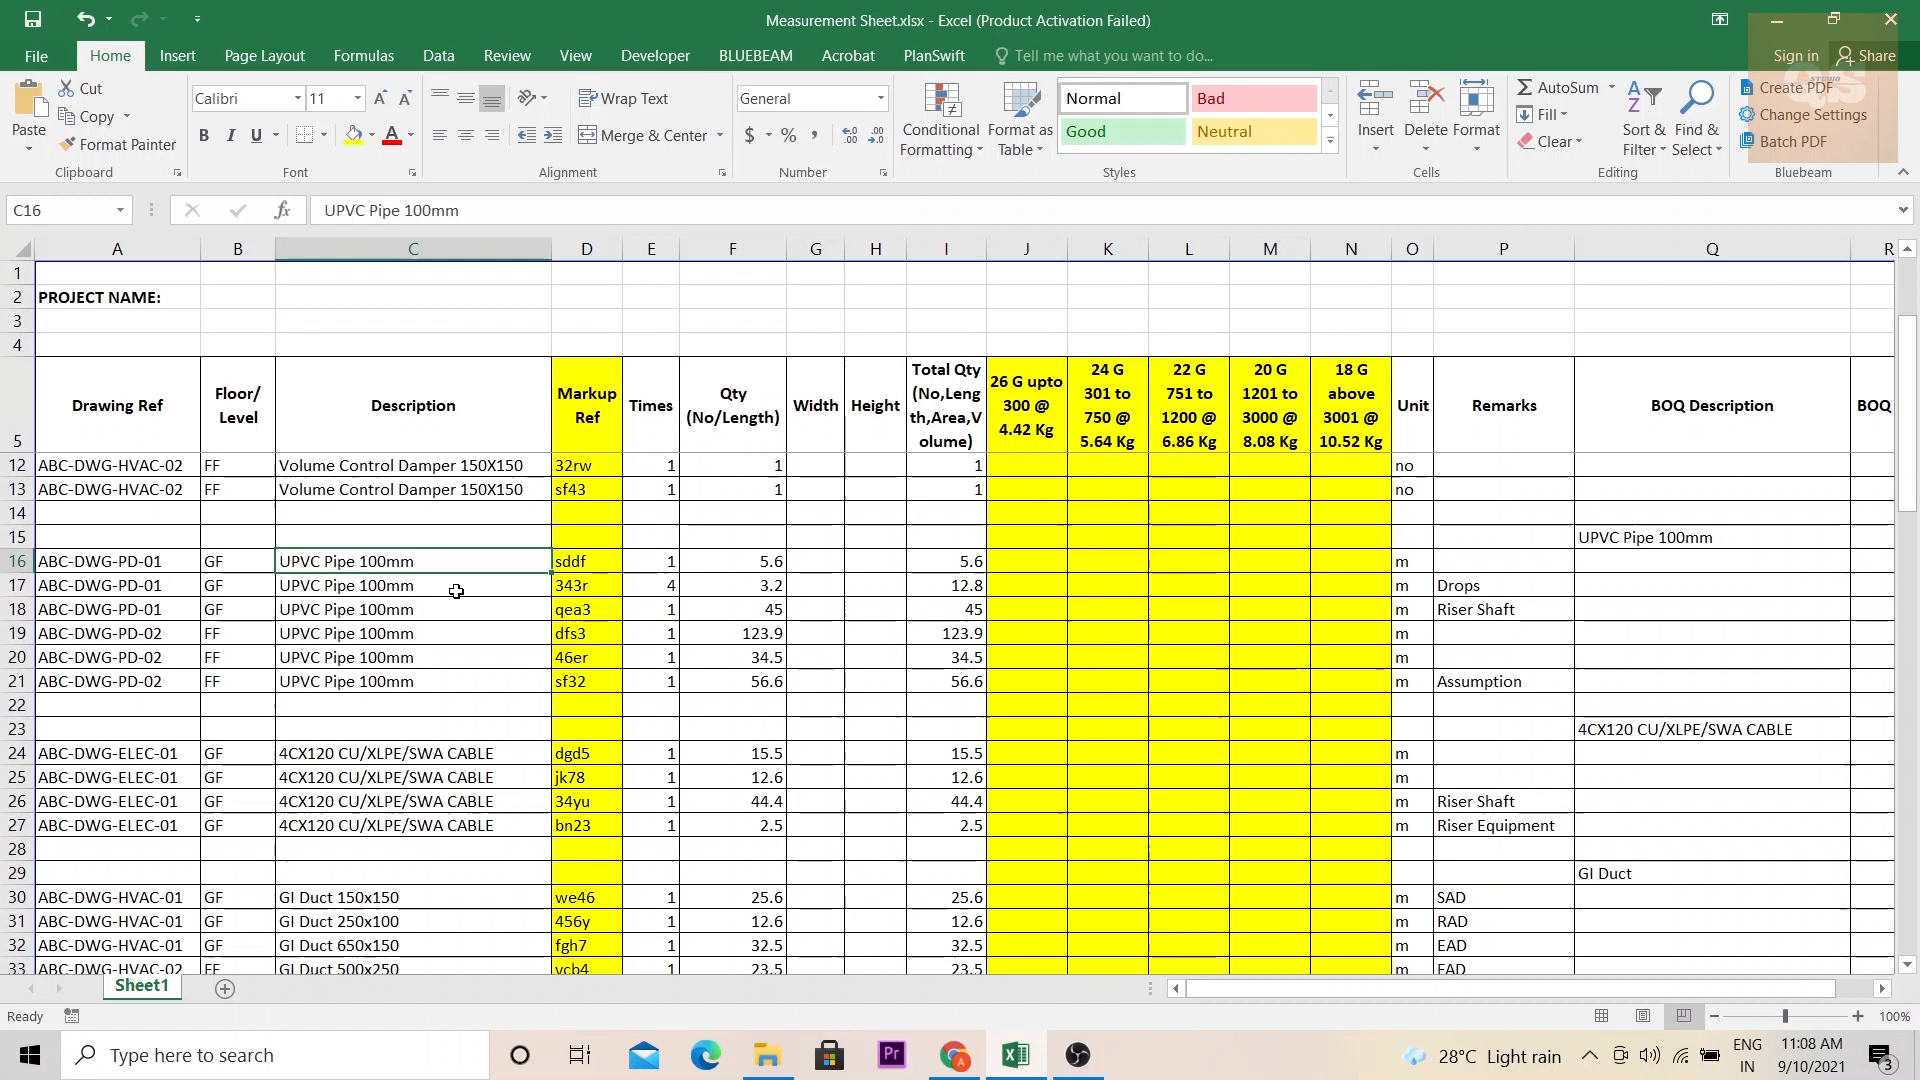 Measurement Sheet.xlsx - Excel (Product Activation Failed)
File Home Insert Page Layout Formulas Data Review View Developer BLUEBEAM Acrobat PlanSwift Tell me what you want to do... Sign in Share
Paste Cut Copy Format Painter Clipboard
Calibri 11 B I U A A A Font
Wrap Text Merge & Center Alignment
General $ % , Number
Conditional Formatting Format as Table Normal Bad Good Neutral Styles
Insert Delete Format Cells
AutoSum Fill Clear Sort & Filter Find & Select Editing
Create PDF Change Settings Batch PDF Bluebeam
STUDIO QS
C16 fx UPVC Pipe 100mm
A B C D E F G H I J K L M N O P Q R
1
2 PROJECT NAME:
3
4
5 Drawing Ref Floor/ Level Description Markup Ref Times Qty (No/Length) Width Height Total Qty (No,Leng th,Area,V olume) 26 G upto 300 @ 4.42 Kg 24 G 301 to 750 @ 5.64 Kg 22 G 751 to 1200 @ 6.86 Kg 20 G 1201 to 3000 @ 8.08 Kg 18 G above 3001 @ 10.52 Kg Unit Remarks BOQ Description BOQ
12 ABC-DWG-HVAC-02 FF Volume Control Damper 150X150 32rw 1 1 1 no
13 ABC-DWG-HVAC-02 FF Volume Control Damper 150X150 sf43 1 1 1 no
14
15 UPVC Pipe 100mm
16 ABC-DWG-PD-01 GF UPVC Pipe 100mm sddf 1 5.6 5.6 m
17 ABC-DWG-PD-01 GF UPVC Pipe 100mm 343r 4 3.2 12.8 m Drops
18 ABC-DWG-PD-01 GF UPVC Pipe 100mm qea3 1 45 45 m Riser Shaft
19 ABC-DWG-PD-02 FF UPVC Pipe 100mm dfs3 1 123.9 123.9 m
20 ABC-DWG-PD-02 FF UPVC Pipe 100mm 46er 1 34.5 34.5 m
21 ABC-DWG-PD-02 FF UPVC Pipe 100mm sf32 1 56.6 56.6 m Assumption
22
23 4CX120 CU/XLPE/SWA CABLE
24 ABC-DWG-ELEC-01 GF 4CX120 CU/XLPE/SWA CABLE dgd5 1 15.5 15.5 m
25 ABC-DWG-ELEC-01 GF 4CX120 CU/XLPE/SWA CABLE jk78 1 12.6 12.6 m
26 ABC-DWG-ELEC-01 GF 4CX120 CU/XLPE/SWA CABLE 34yu 1 44.4 44.4 m Riser Shaft
27 ABC-DWG-ELEC-01 GF 4CX120 CU/XLPE/SWA CABLE bn23 1 2.5 2.5 m Riser Equipment
28
29 GI Duct
30 ABC-DWG-HVAC-01 GF GI Duct 150x150 we46 1 25.6 25.6 m SAD
31 ABC-DWG-HVAC-01 GF GI Duct 250x100 456y 1 12.6 12.6 m RAD
32 ABC-DWG-HVAC-01 GF GI Duct 650x150 fgh7 1 32.5 32.5 m EAD
33 ABC-DWG-HVAC-02 FF GI Duct 500x250 vcb4 1 23.5 23.5 m FAD
Sheet1
Ready 100%
Type here to search Pr A 28°C Light rain ENG IN 11:08 AM 9/10/2021 3